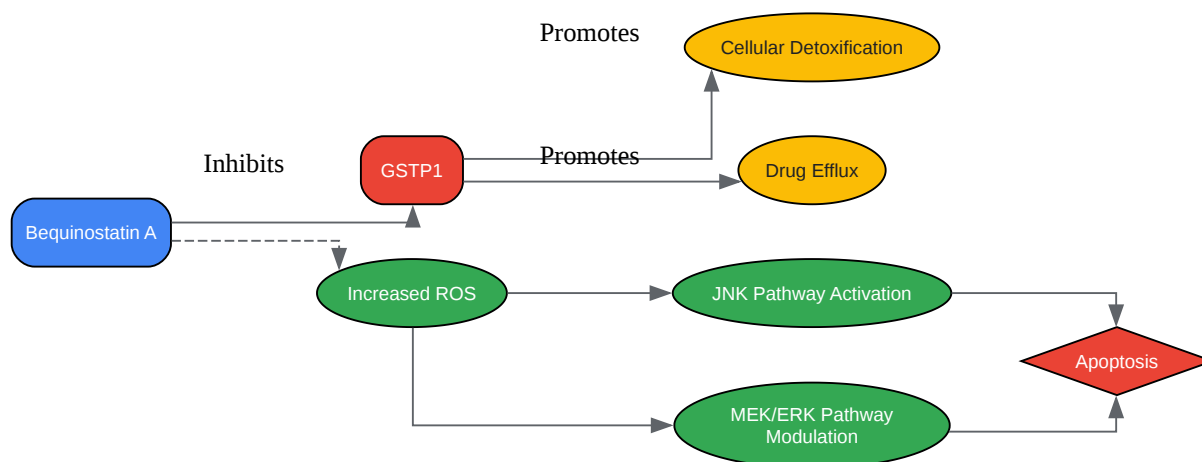 Promotes
Cellular Detoxification
Inhibits
GSTP1
Promotes
Drug Efflux
Bequinostatin A
Increased ROS
JNK Pathway Activation
Apoptosis
MEK/ERK Pathway
Modulation